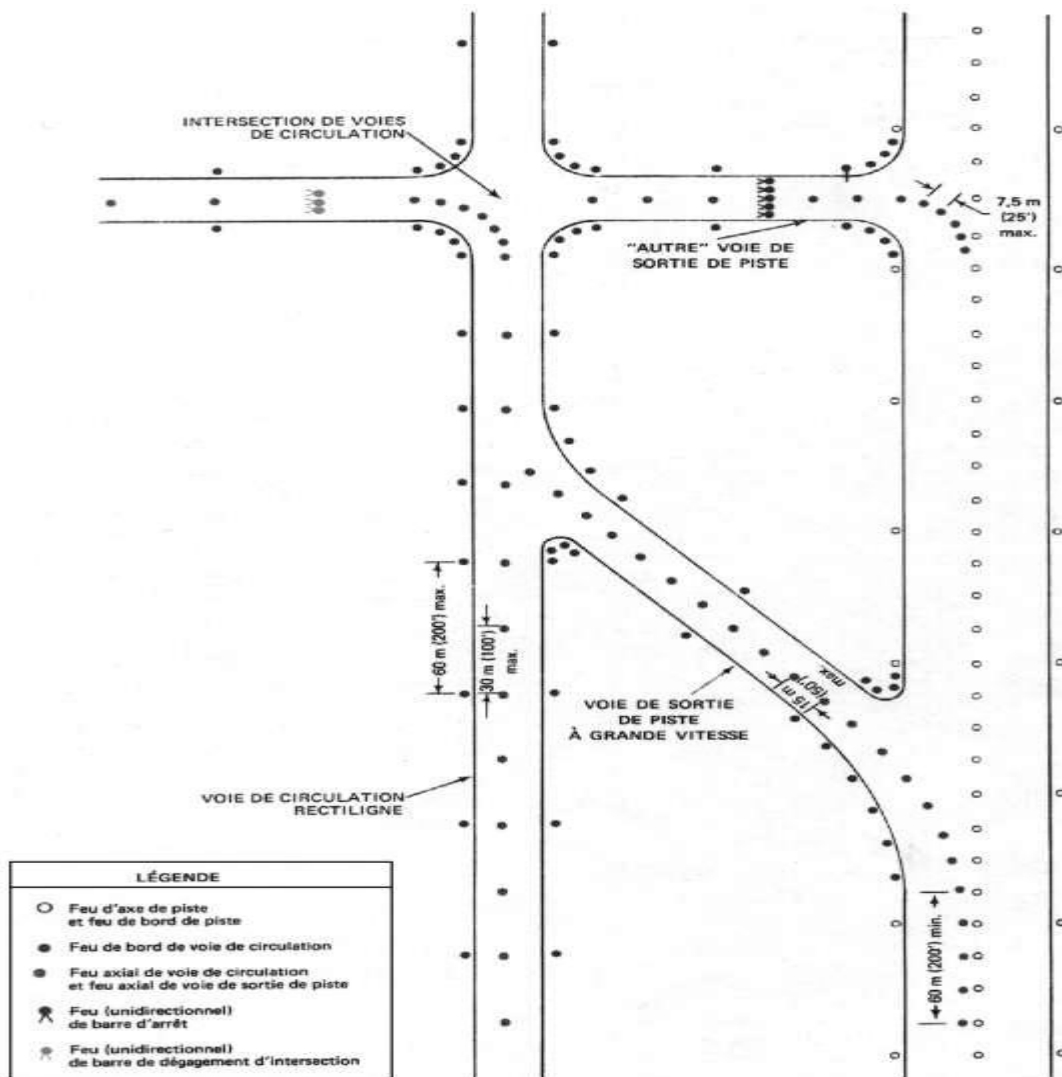 INTERSECTION DE VOIES
DE CIRCULATION
7,5 m
(25')
max.
"AUTRE" VOIE DE
SORTIE DE PISTE
60 m (200') max.
30 m (100')
max.
15 m
(50')
max.
VOIE DE SORTIE
DE PISTE
À GRANDE VITESSE
VOIE DE CIRCULATION
RECTILIGNE
60 m (200') min.
LÉGENDE
Feu d'axe de piste
et feu de bord de piste
Feu de bord de voie de circulation
Feu axial de voie de circulation
et feu axial de voie de sortie de piste
Feu (unidirectionnel)
de barre d'arrêt
Feu (unidirectionnel)
de barre de dégagement d'intersection